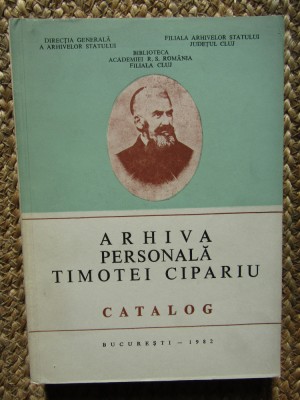 DIRECȚIA GENERALĂ
A ARHIVELOR STATULUI
FILIALA ARHIVELOR STATULUI
JUDEȚUL CLUJ
BIBLIOTECA
ACADEMIEI R. S. ROMÂNIA
FILIALA CLUJ
ARHIVA
PERSONALĂ
TIMOTEI CIPARIU
CATALOG
BUCUREȘTI – 1982